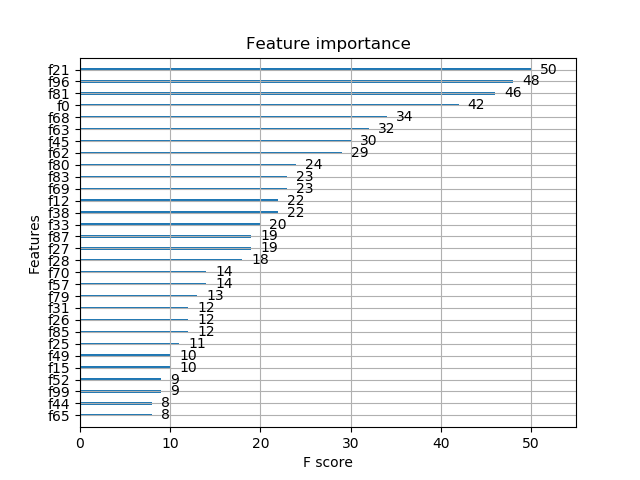 Feature importance
f21 50
f96 48
f81 46
f0 42
f68 34
f63 32
f45 30
f62 29
f80 24
f83 23
f69 23
f12 22
f38 22
f33 20
f87 19
f27 19
f28 18
f70 14
f57 14
f79 13
f31 12
f26 12
f85 12
f25 11
f49 10
f15 10
f52 9
f99 9
f44 8
f65 8
Features
0 10 20 30 40 50
F score